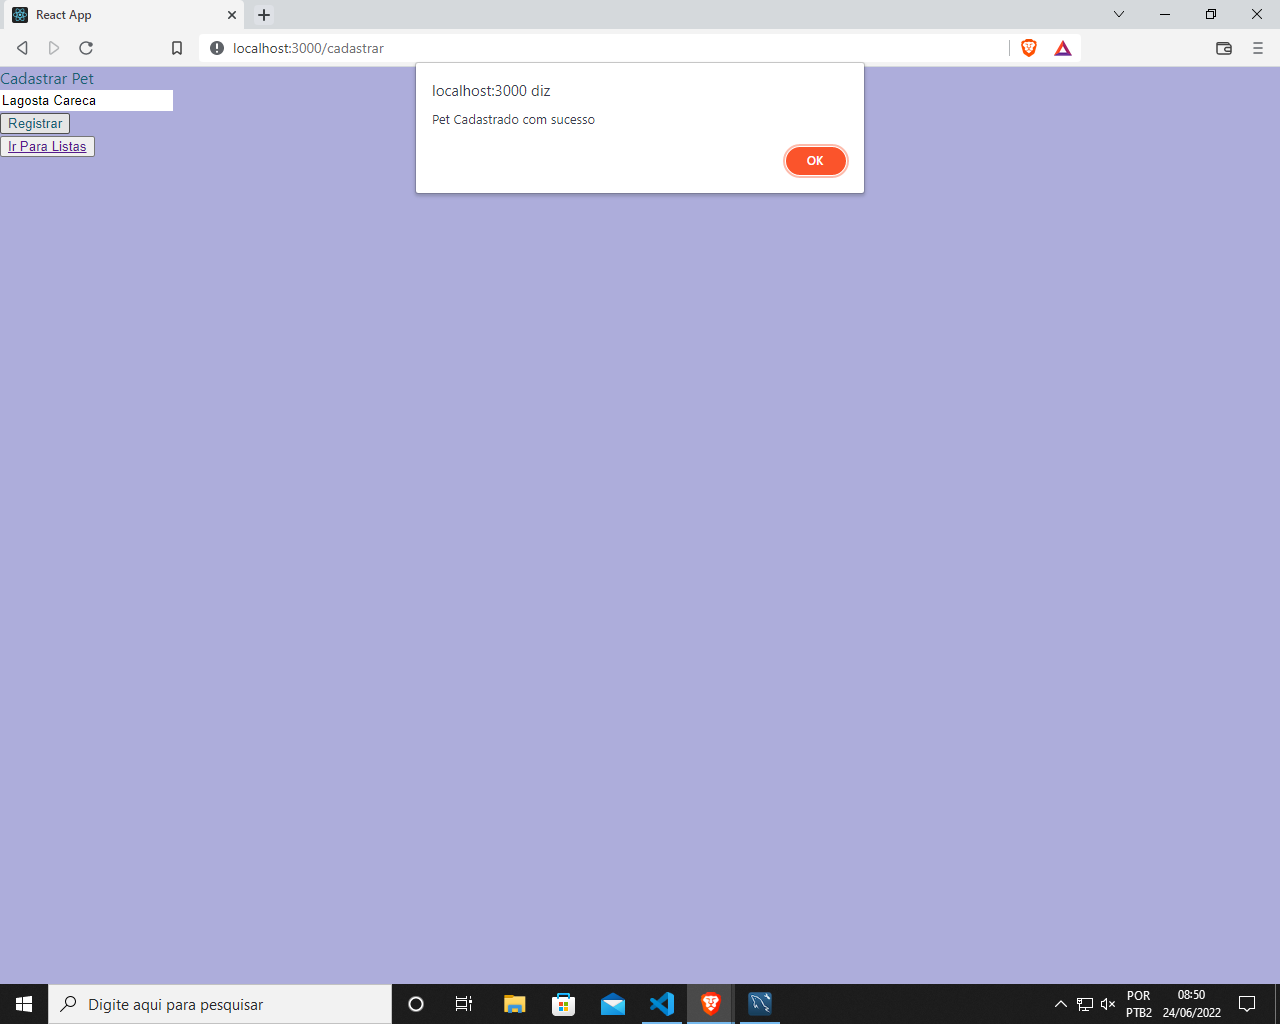 React App
localhost:3000/cadastrar
Cadastrar Pet
Lagosta Careca
Registrar
Ir Para Listas
localhost:3000 diz
Pet Cadastrado com sucesso
OK
Digite aqui para pesquisar
POR
PTB2
08:50
24/06/2022